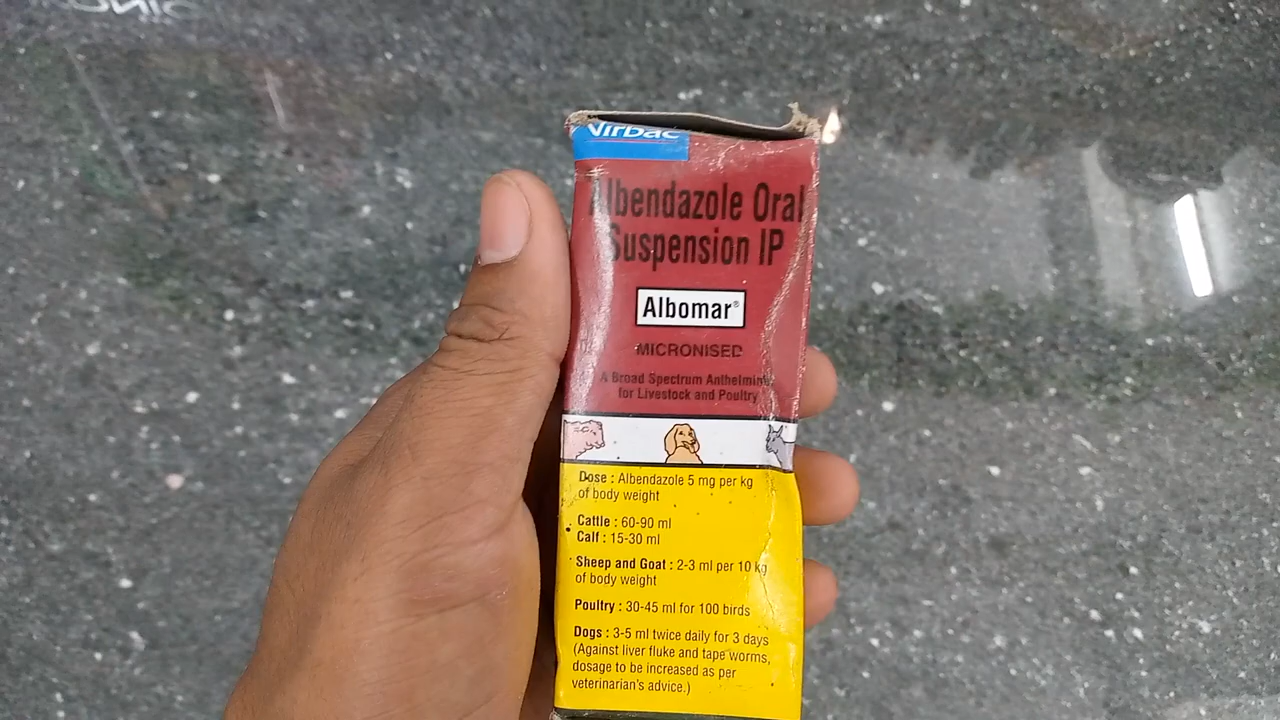 Virbac
Albendazole Oral
Suspension IP
Albomar®
MICRONISED
A Broad Spectrum Anthelmintic
for Livestock and Poultry
Dose : Albendazole 5 mg per kg
of body weight
Cattle : 60-90 ml
Calf : 15-30 ml
Sheep and Goat : 2-3 ml per 10 kg
of body weight
Poultry : 30-45 ml for 100 birds
Dogs : 3-5 ml twice daily for 3 days
(Against liver fluke and tape worms,
dosage to be increased as per
veterinarian's advice.)